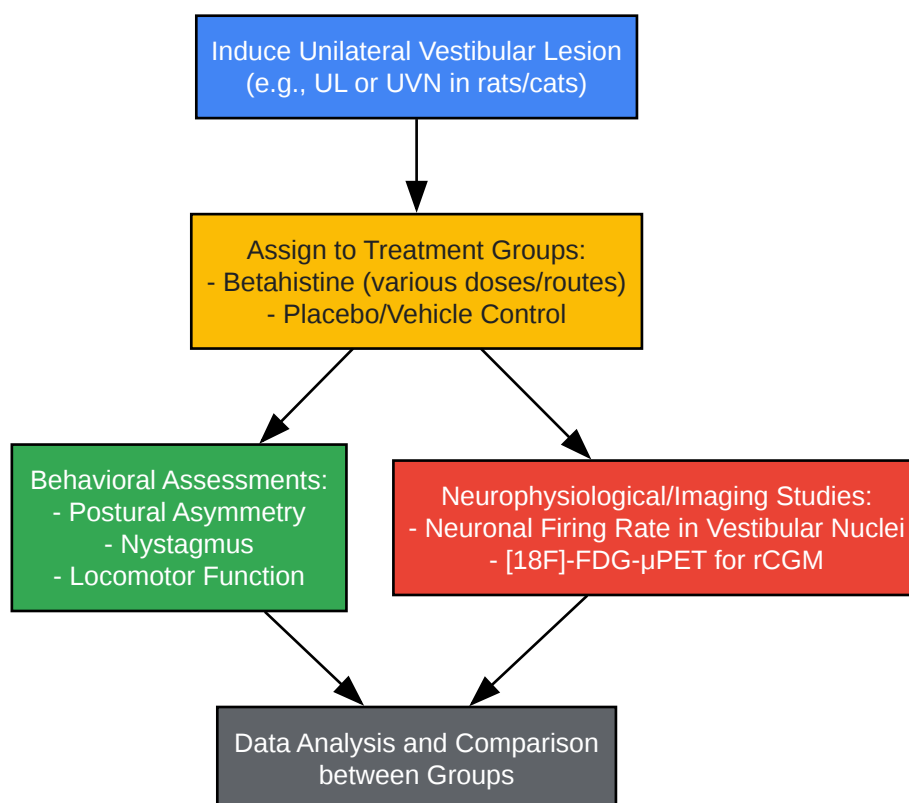 Induce Unilateral Vestibular Lesion
(e.g., UL or UVN in rats/cats)
Assign to Treatment Groups:
- Betahistine (various doses/routes)
- Placebo/Vehicle Control
Behavioral Assessments:
- Postural Asymmetry
- Nystagmus
- Locomotor Function
Neurophysiological/Imaging Studies:
- Neuronal Firing Rate in Vestibular Nuclei
- [18F]-FDG-μPET for rCGM
Data Analysis and Comparison
between Groups